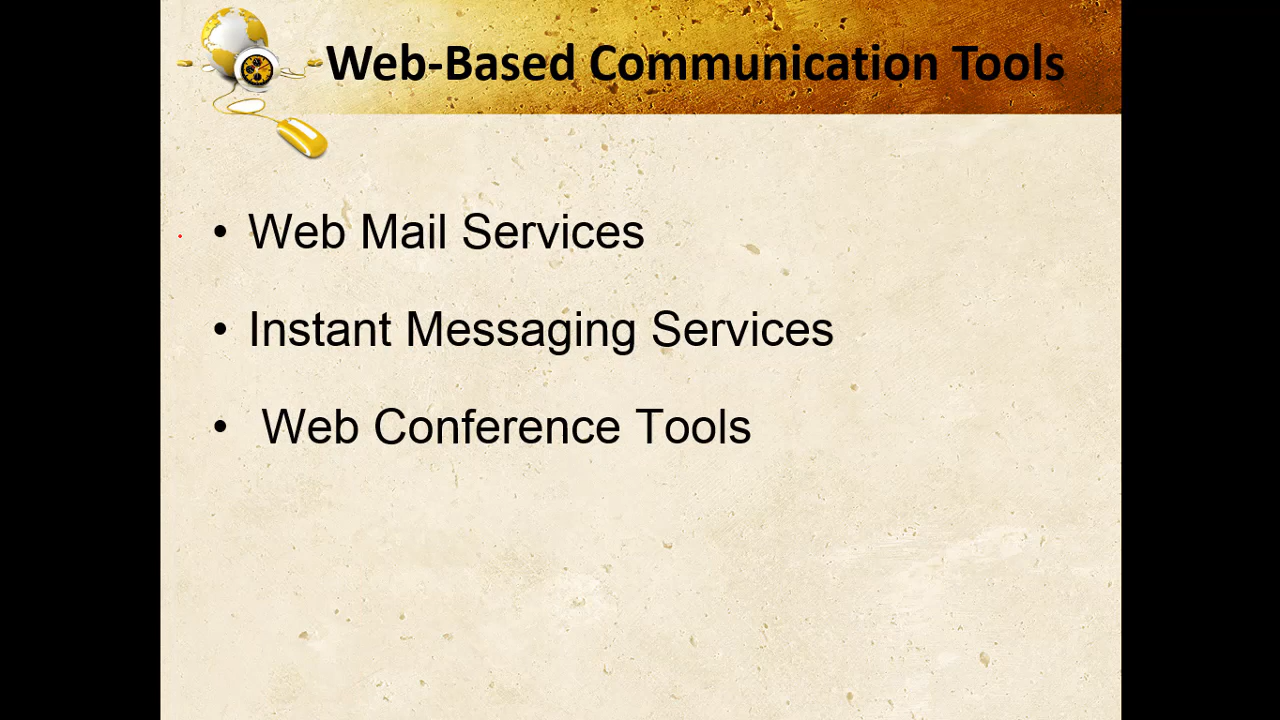 Web-Based Communication Tools
• Web Mail Services
• Instant Messaging Services
• Web Conference Tools